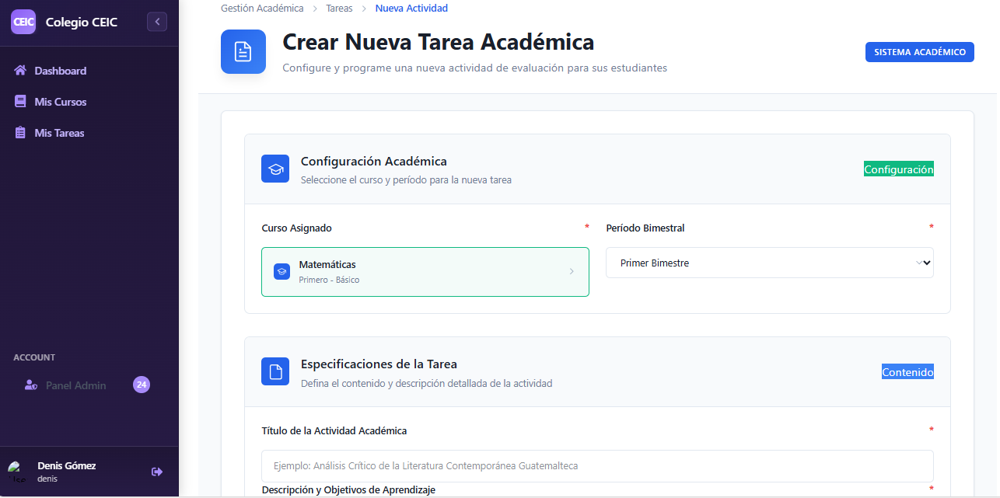 CEIC Colegio CEIC
Dashboard
Mis Cursos
Mis Tareas
ACCOUNT
Panel Admin 24
Denis Gómez
denis
Gestión Académica > Tareas > Nueva Actividad
Crear Nueva Tarea Académica
Configure y programe una nueva actividad de evaluación para sus estudiantes
SISTEMA ACADÉMICO
Configuración Académica
Seleccione el curso y período para la nueva tarea
Configuración
Curso Asignado *
Matemáticas
Primero - Básico
Período Bimestral *
Primer Bimestre
Especificaciones de la Tarea
Defina el contenido y descripción detallada de la actividad
Contenido
Título de la Actividad Académica *
Ejemplo: Análisis Crítico de la Literatura Contemporánea Guatemalteca
Descripción y Objetivos de Aprendizaje *